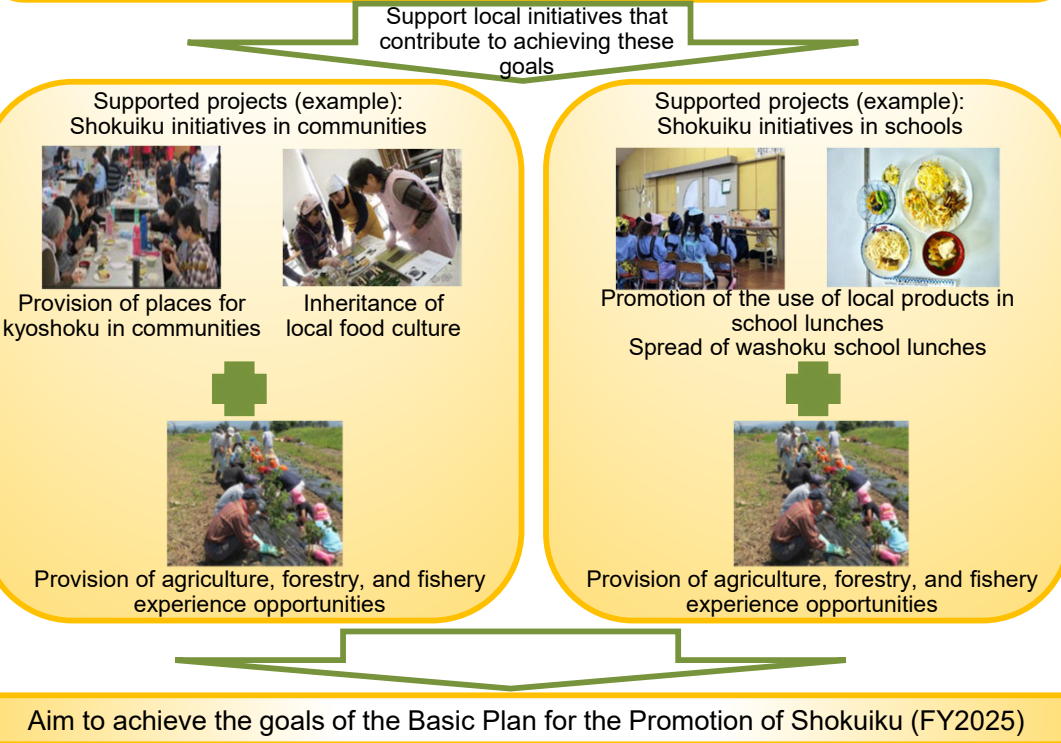 Support local initiatives that
contribute to achieving these
goals
Supported projects (example):
Shokuiku initiatives in communities
Provision of places for
kyoshoku in communities
Inheritance of
local food culture
Provision of agriculture, forestry, and fishery
experience opportunities
Supported projects (example):
Shokuiku initiatives in schools
Promotion of the use of local products in
school lunches
Spread of washoku school lunches
Provision of agriculture, forestry, and fishery
experience opportunities
Aim to achieve the goals of the Basic Plan for the Promotion of Shokuiku (FY2025)